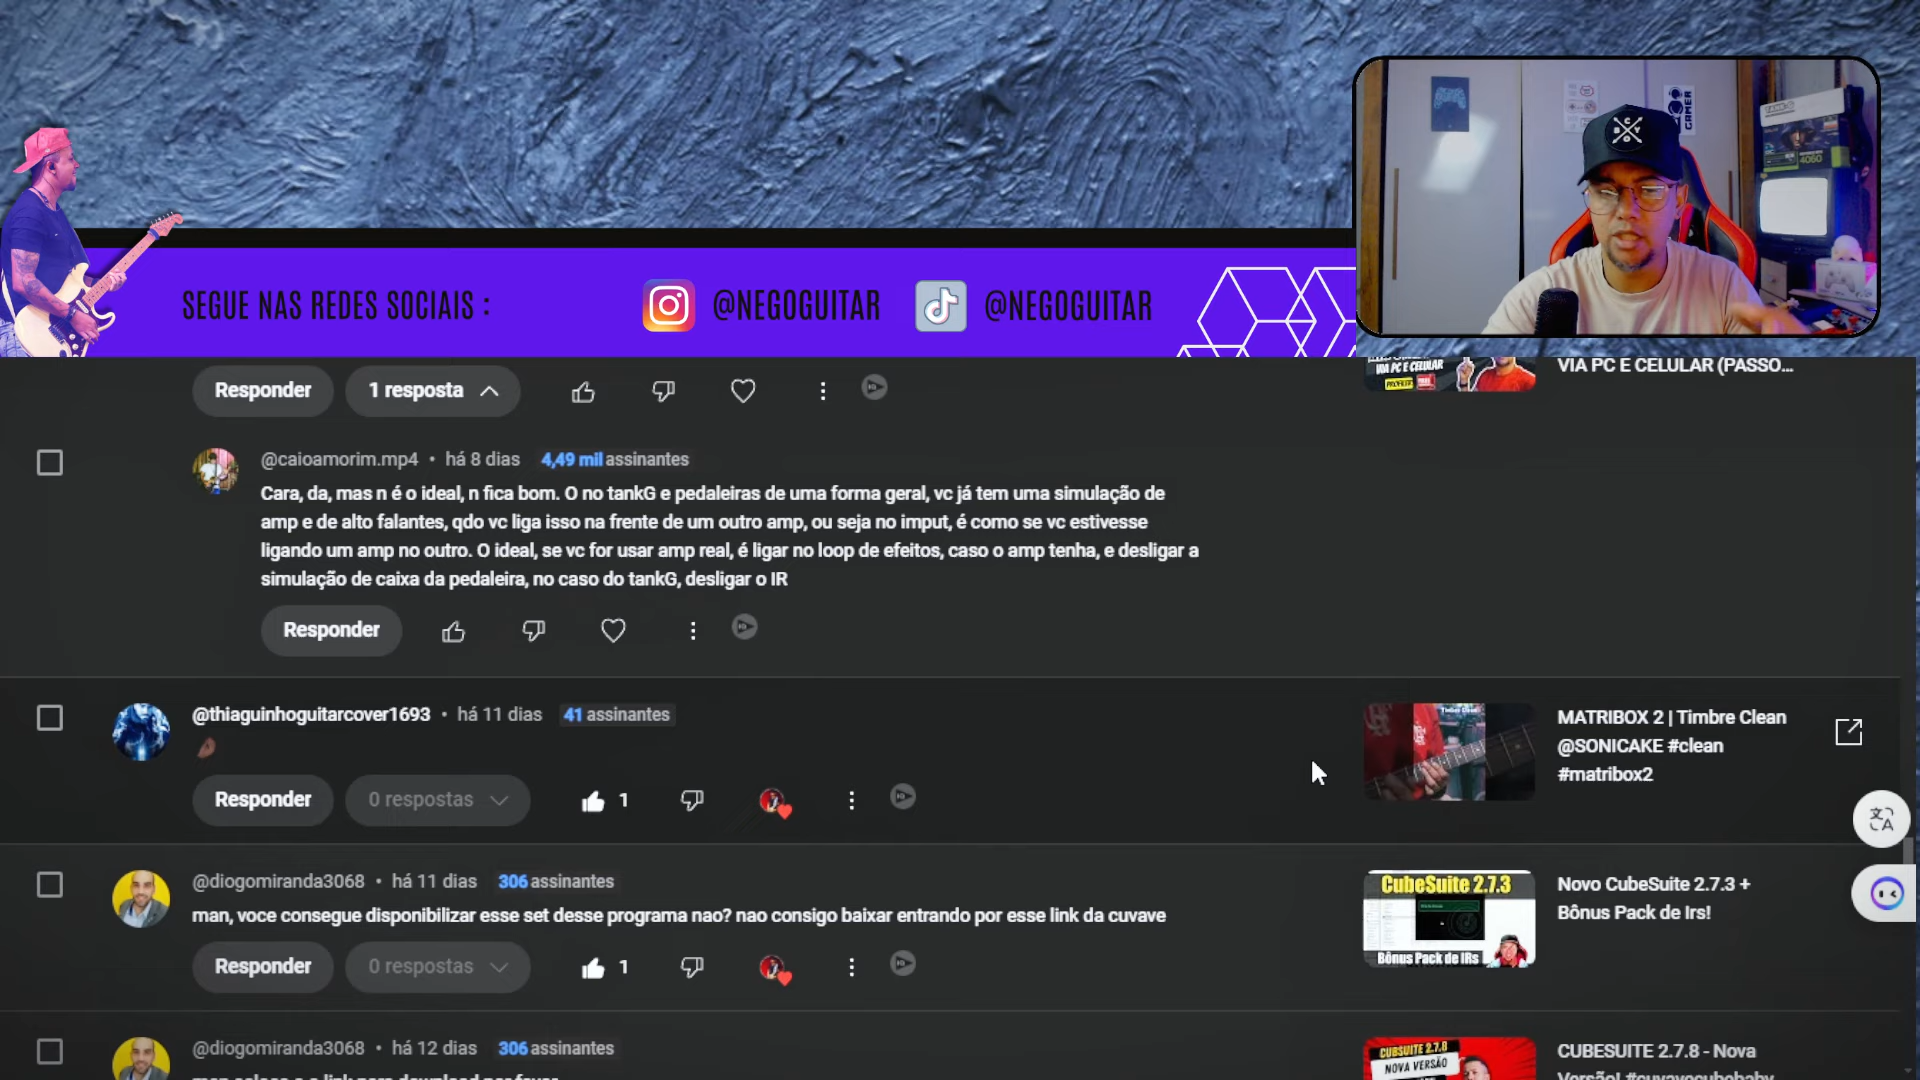 GAMER
4060
SEGUE NAS REDES SOCIAIS :
@NEGOGUITAR
@NEGOGUITAR
VIA PC E CELULAR
VIA PC E CELULAR (PASSO...
Responder
1 resposta
@caioamorim.mp4 • há 8 dias 4,49 mil assinantes
Cara, da, mas n é o ideal, n fica bom. O no tankG e pedaleiras de uma forma geral, vc já tem uma simulação de
amp e de alto falantes, qdo vc liga isso na frente de um outro amp, ou seja no imput, é como se vc estivesse
ligando um amp no outro. O ideal, se vc for usar amp real, é ligar no loop de efeitos, caso o amp tenha, e desligar a
simulação de caixa da pedaleira, no caso do tankG, desligar o IR
Responder
@thiaguinhoguitarcover1693 • há 11 dias 41 assinantes
Responder
0 respostas
1
Timbre Clean
MATRIBOX 2 | Timbre Clean
@SONICAKE #clean
#matribox2
@diogomiranda3068 • há 11 dias 306 assinantes
man, voce consegue disponibilizar esse set desse programa nao? nao consigo baixar entrando por esse link da cuvave
Responder
0 respostas
1
CubeSuite 2.7.3
Bônus Pack de IRs
Novo CubeSuite 2.7.3 +
Bônus Pack de Irs!
@diogomiranda3068 • há 12 dias 306 assinantes
CUBSUITE 2.7.8
NOVA VERSÃO
CUBESUITE 2.7.8 - Nova